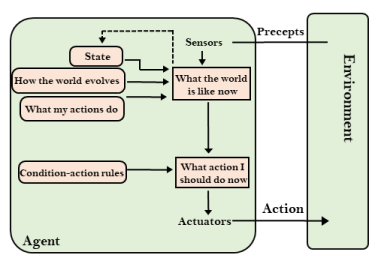 Sensors
Precepts
State
How the world evolves
What the world
is like now
What my actions do
Environment
Condition-action rules
What action I
should do now
Actuators
Action
Agent